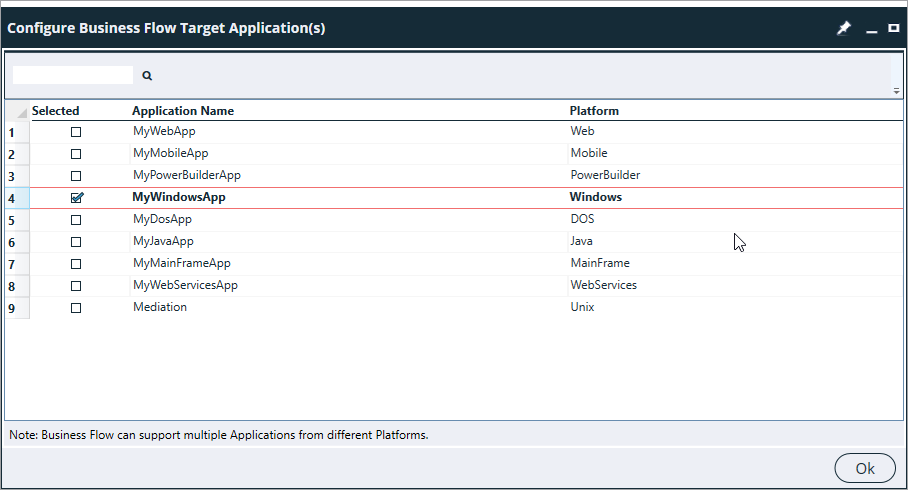 Configure Business Flow Target Application(s)
Selected Application Name Platform
1 MyWebApp Web
2 MyMobileApp Mobile
3 MyPowerBuilderApp PowerBuilder
4 MyWindowsApp Windows
5 MyDosApp DOS
6 MyJavaApp Java
7 MyMainFrameApp MainFrame
8 MyWebServicesApp WebServices
9 Mediation Unix
Note: Business Flow can support multiple Applications from different Platforms.
Ok